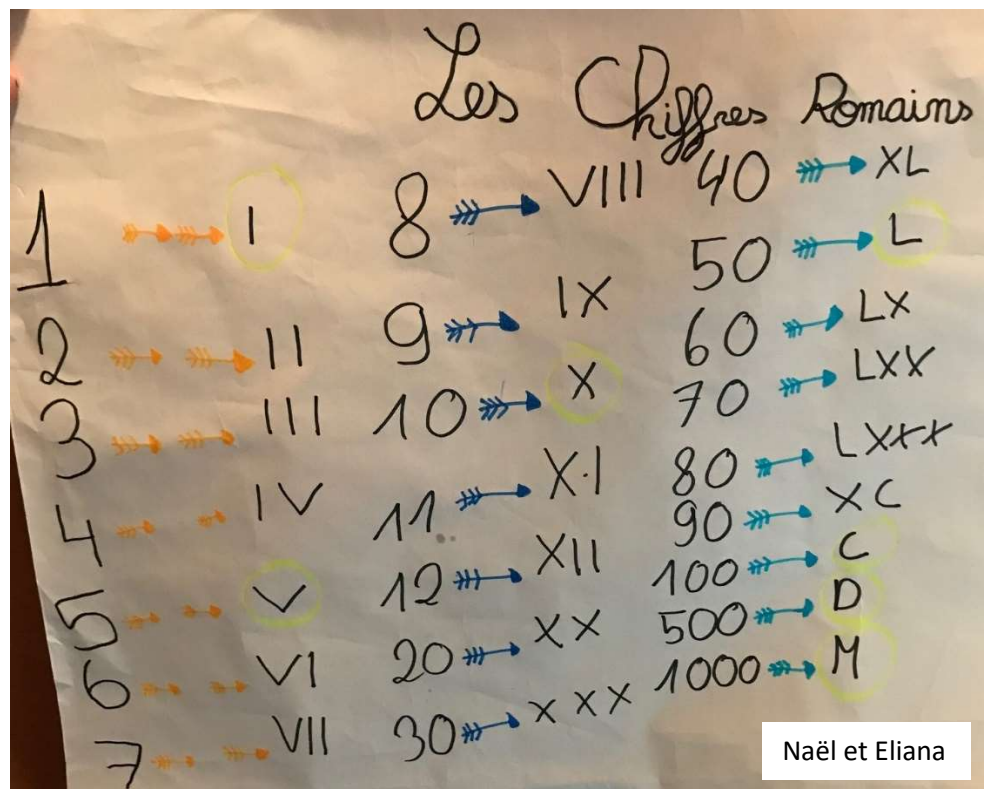 Les Chiffres Romains
1 I
2 II
3 III
4 IV
5 V
6 VI
7 VII
8 VIII
9 IX
10 X
11 X·I
12 XII
20 XX
30 XXX
40 XL
50 L
60 LX
70 LXX
80 LXXX
90 XC
100 C
500 D
1000 M
Naël et Eliana